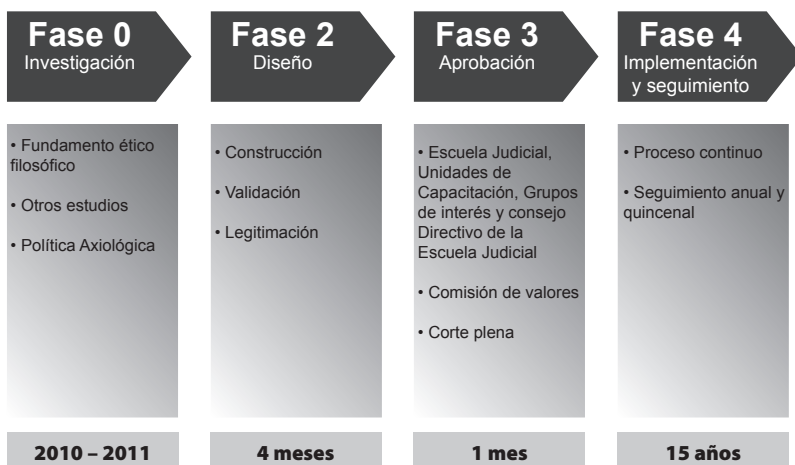 Fase 0
Investigación
• Fundamento ético
filosófico
• Otros estudios
• Política Axiológica
2010 – 2011
Fase 2
Diseño
• Construcción
• Validación
• Legitimación
4 meses
Fase 3
Aprobación
• Escuela Judicial,
Unidades de
Capacitación, Grupos
de interés y consejo
Directivo de la
Escuela Judicial
• Comisión de valores
• Corte plena
1 mes
Fase 4
Implementación
y seguimiento
• Proceso continuo
• Seguimiento anual y
quincenal
15 años